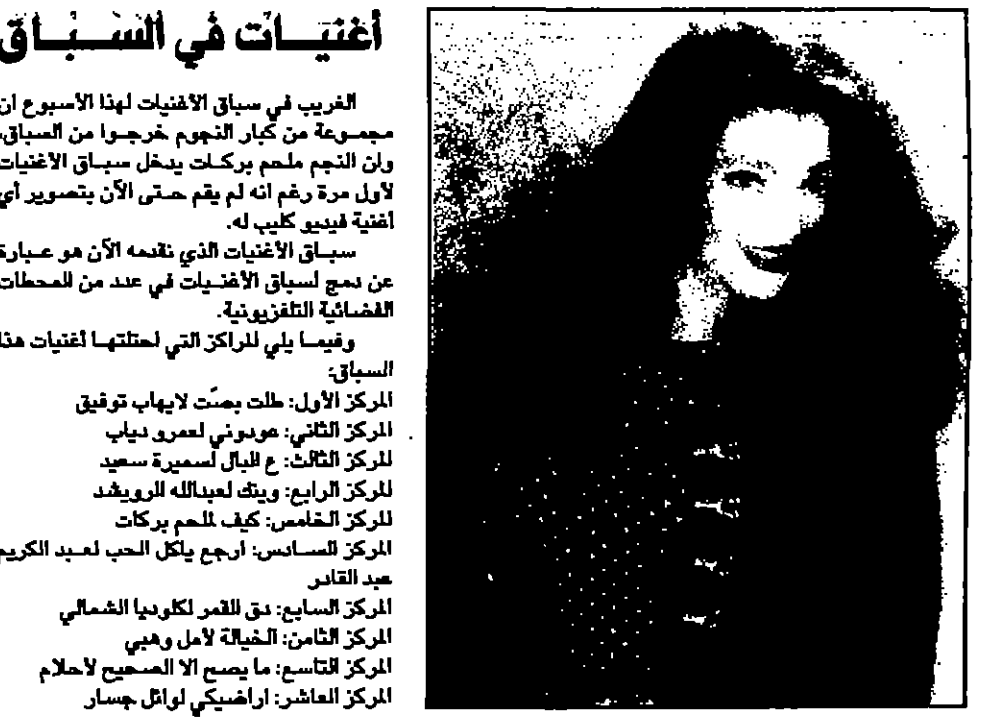 أغنيــات في السـبــاق
الغريب في سباق الأغنيات لهذا الأسبوع ان
مجموعة من كبار النجوم خرجوا من السباق،
وان النجم ملحم بركات يدخل سباق الأغنيات
لأول مرة رغم انه لم يقم حتى الآن بتصوير أي
أغنية فيديو كليب له.
سباق الأغنيات الذي نقدمه الآن هو عبارة
عن دمج لسباق الأغنيات في عدد من المحطات
الفضائية التلفزيونية.
وفيما يلي المراكز التي احتلتها أغنيات هذا
السباق:
المركز الأول: طلت بصت لايهاب توفيق
المركز الثاني: عودوني لعمرو دياب
المركز الثالث: ع البال لسميرة سعيد
المركز الرابع: وينك لعبدالله الرويشد
المركز الخامس: كيف لملحم بركات
المركز السادس: ارجع ياكل الحب لعبد الكريم
عبد القادر
المركز السابع: دق القمر لكلوديا الشمالي
المركز الثامن: الخيالة لأمل وهبي
المركز التاسع: ما يصح الا الصحيح لأحلام
المركز العاشر: اراضيكي لوائل جسار